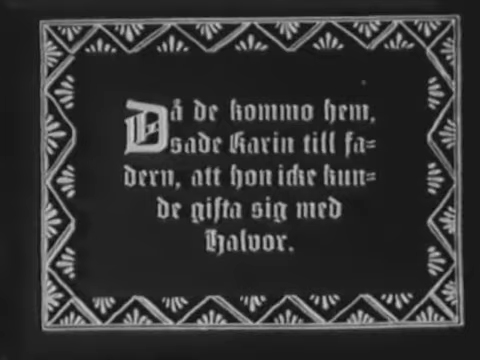 Då de kommo hem,
sade Karin till fa=
dern, att hon icke kun=
de gifta sig med
Halvor.